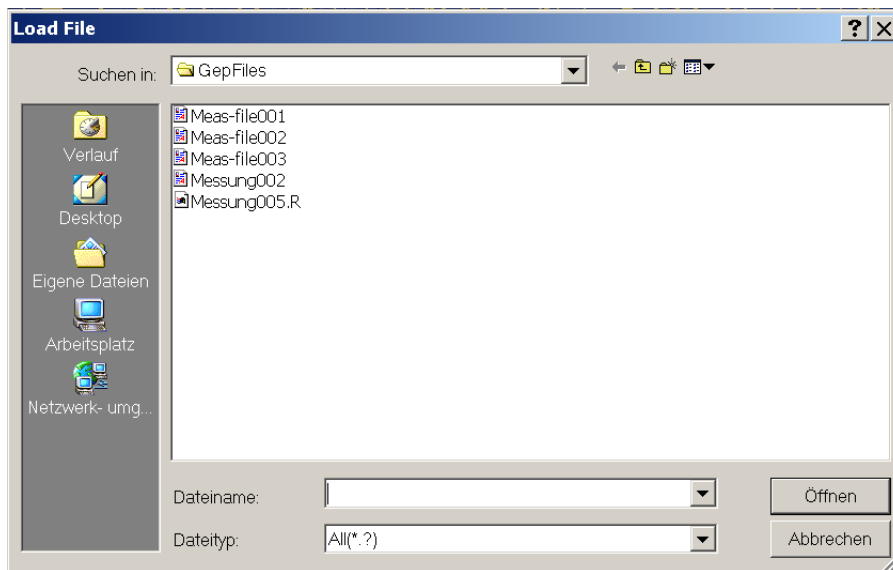 Load File
Suchen in:
GepFiles
Verlauf
Desktop
Eigene Dateien
Arbeitsplatz
Netzwerk- umg...
Meas-file001
Meas-file002
Meas-file003
Messung002
Messung005.R
Dateiname:
Öffnen
Dateityp:
All(*.?)
Abbrechen